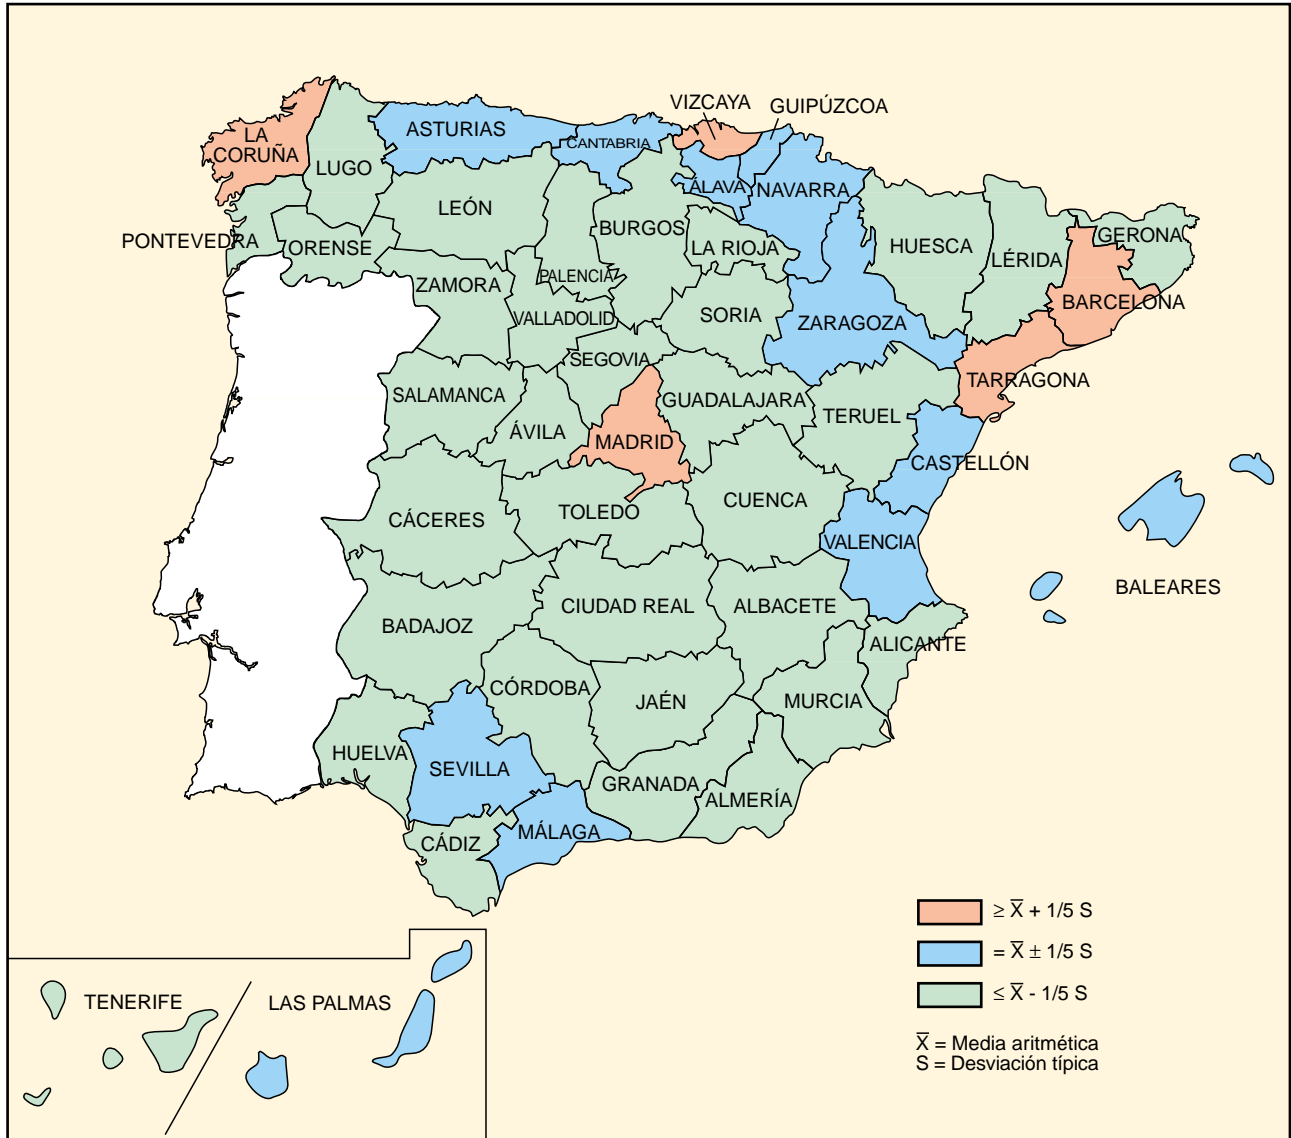 VIZCAYA
GUIPÚZCOA
LA
CORUÑA
LUGO
ASTURIAS
CANTABRIA
ÁLAVA
NAVARRA
PONTEVEDRA
ORENSE
LEÓN
BURGOS
LA RIOJA
HUESCA
LÉRIDA
GERONA
ZAMORA
PALENCIA
VALLADOLID
SORIA
ZARAGOZA
BARCELONA
SEGOVIA
SALAMANCA
ÁVILA
MADRID
GUADALAJARA
TERUEL
TARRAGONA
CASTELLÓN
CÁCERES
TOLEDO
CUENCA
VALENCIA
BALEARES
BADAJOZ
CIUDAD REAL
ALBACETE
ALICANTE
CÓRDOBA
JAÉN
MURCIA
HUELVA
SEVILLA
GRANADA
ALMERÍA
CÁDIZ
MÁLAGA
TENERIFE
LAS PALMAS
≥ X̅ + 1/5 S
= X̅ ± 1/5 S
≤ X̅ - 1/5 S
X̅ = Media aritmética
S = Desviación típica